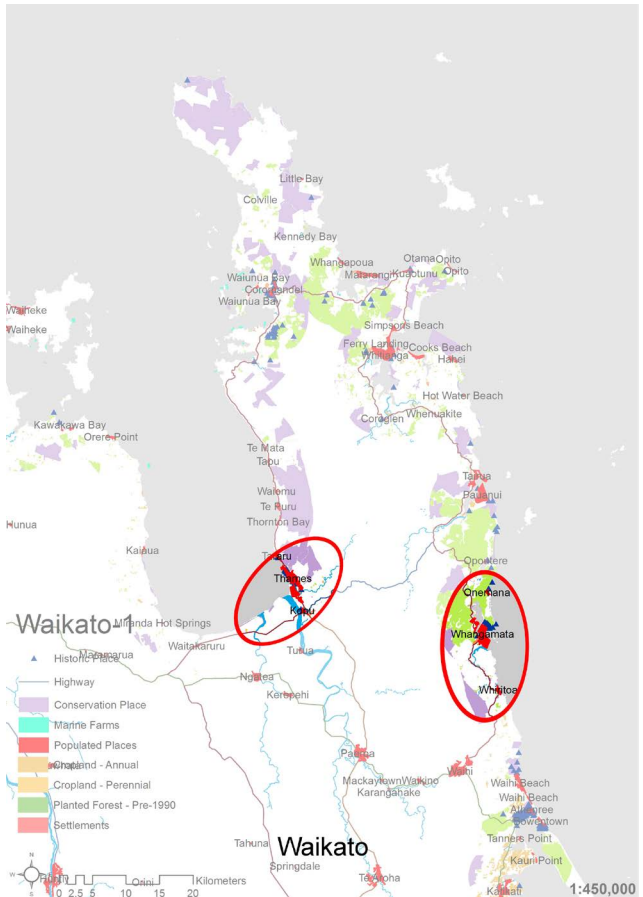 Little Bay
Colville
Kennedy Bay
Whangapoua
Otama Opito
Matarangi Kuaotunu Opito
Waiunua Bay
Coromandel
Waiunua Bay
Waiheke
Waiheke
Simpsons Beach
Ferry Landing Cooks Beach
Whitianga Hahei
Hot Water Beach
Whenuakite
Coroglen
Kawakawa Bay
Orere Point
Te Mata
Tapu
Tairua
Pauanui
Waiomu
Te Puru
Thornton Bay
Hunua
Kaiaua
Tararu
Opoutere
Thames
Onemana
Kopu
Waikato-1
Miranda Hot Springs
Whangamata
Waitakaruru
Maramarua
Tutua
Historic Place
Highway
Ngatea
Kerepehi
Whiritoa
Conservation Place
Marine Farms
Populated Places
Cropland - Annual
Cropland - Perennial
Planted Forest - Pre-1990
Settlements
Paeroa
Mackaytown Waikino
Karangahake
Waihi
Waihi Beach
Waihi Beach
Athenree
Bowentown
Tanners Point
Kauri Point
Katikati
Tahuna
Waikato
Springdale
Te Aroha
N
W
E
S
Huntly
Orini
0 2.5 5 10 15 20
Kilometers
1:450,000